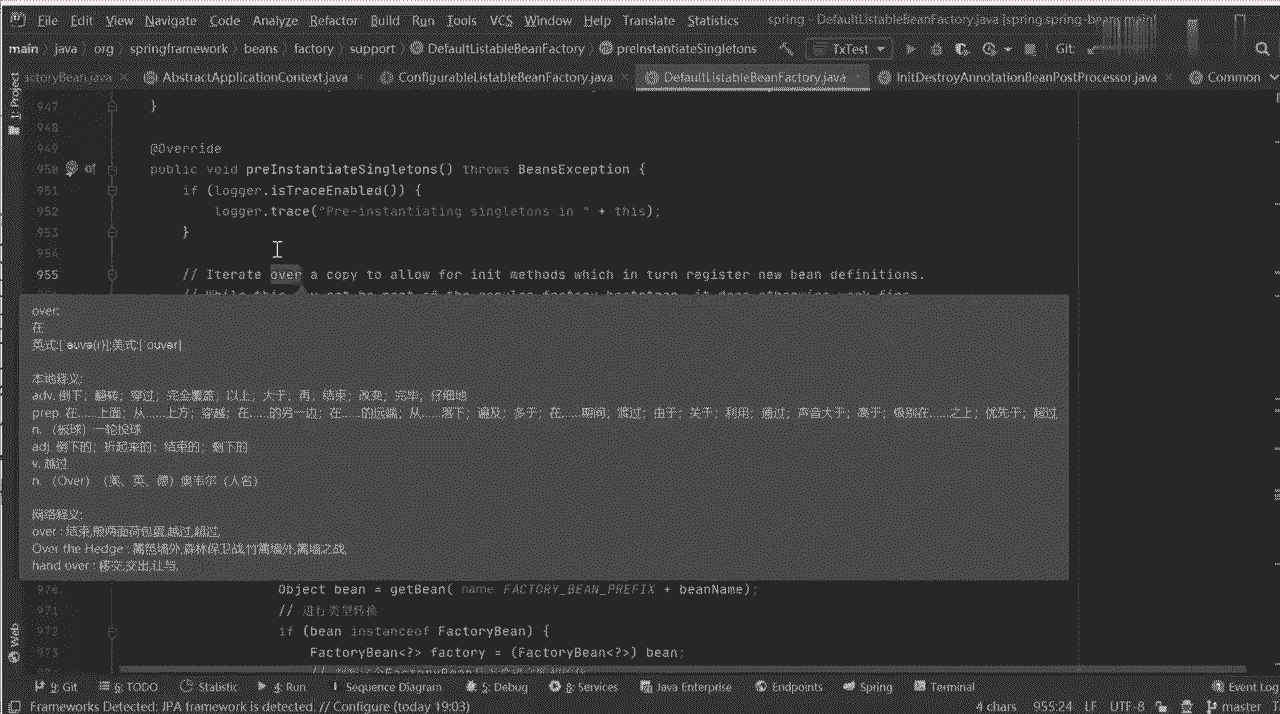 File Edit View Navigate Code Analyze Refactor Build Run Tools VCS Window Help Translate Statistics spring - DefaultListableBeanFactory.java [spring.spring-beans.main]
main java org springframework beans factory support DefaultListableBeanFactory preInstantiateSingletons TxTest Git:
ctoryBean.java AbstractApplicationContext.java ConfigurableListableBeanFactory.java DefaultListableBeanFactory.java InitDestroyAnnotationBeanPostProcessor.java Common
1: Project
947 }
948
949 @Override
950 public void preInstantiateSingletons() throws BeansException {
951 if (logger.isTraceEnabled()) {
952 logger.trace("Pre-instantiating singletons in " + this);
953 }
954
955 // Iterate over a copy to allow for init methods which in turn register new bean definitions.
over:
在
英式:[ˈəʊvə(r)];美式:[ˈoʊvər]
本地释义:
adv. 倒下；翻转；穿过；完全覆盖；以上；大于；再；结束；改变；完毕；仔细地
prep. 在……上面；从……上方；穿越；在……的另一边；在……的远端；从……落下；遍及；多于；在……期间；渡过；由于；关于；利用；通过；声音大于；高于；级别在……之上；优先于；超过
n. （板球）一轮投球
adj. 倒下的；折起来的；结束的；剩下的
v. 越过
n. （Over）（英、俄）奥韦尔（人名）
网络释义:
over : 结束,煎两面荷包蛋,越过,超过,
Over the Hedge : 篱笆墙外,森林保卫战,竹篱墙外,篱墙之战,
hand over : 移交,交出,让与,
970 Object bean = getBean( name: FACTORY_BEAN_PREFIX + beanName);
971 // 进行类型转换
972 if (bean instanceof FactoryBean) {
973 FactoryBean<?> factory = (FactoryBean<?>) bean;
Web
9: Git 6: TODO Statistic 4: Run Sequence Diagram 5: Debug 8: Services Java Enterprise Endpoints Spring Terminal Event Log
Frameworks Detected: JPA framework is detected. // Configure (today 19:03) 4 chars 955:24 LF UTF-8 master